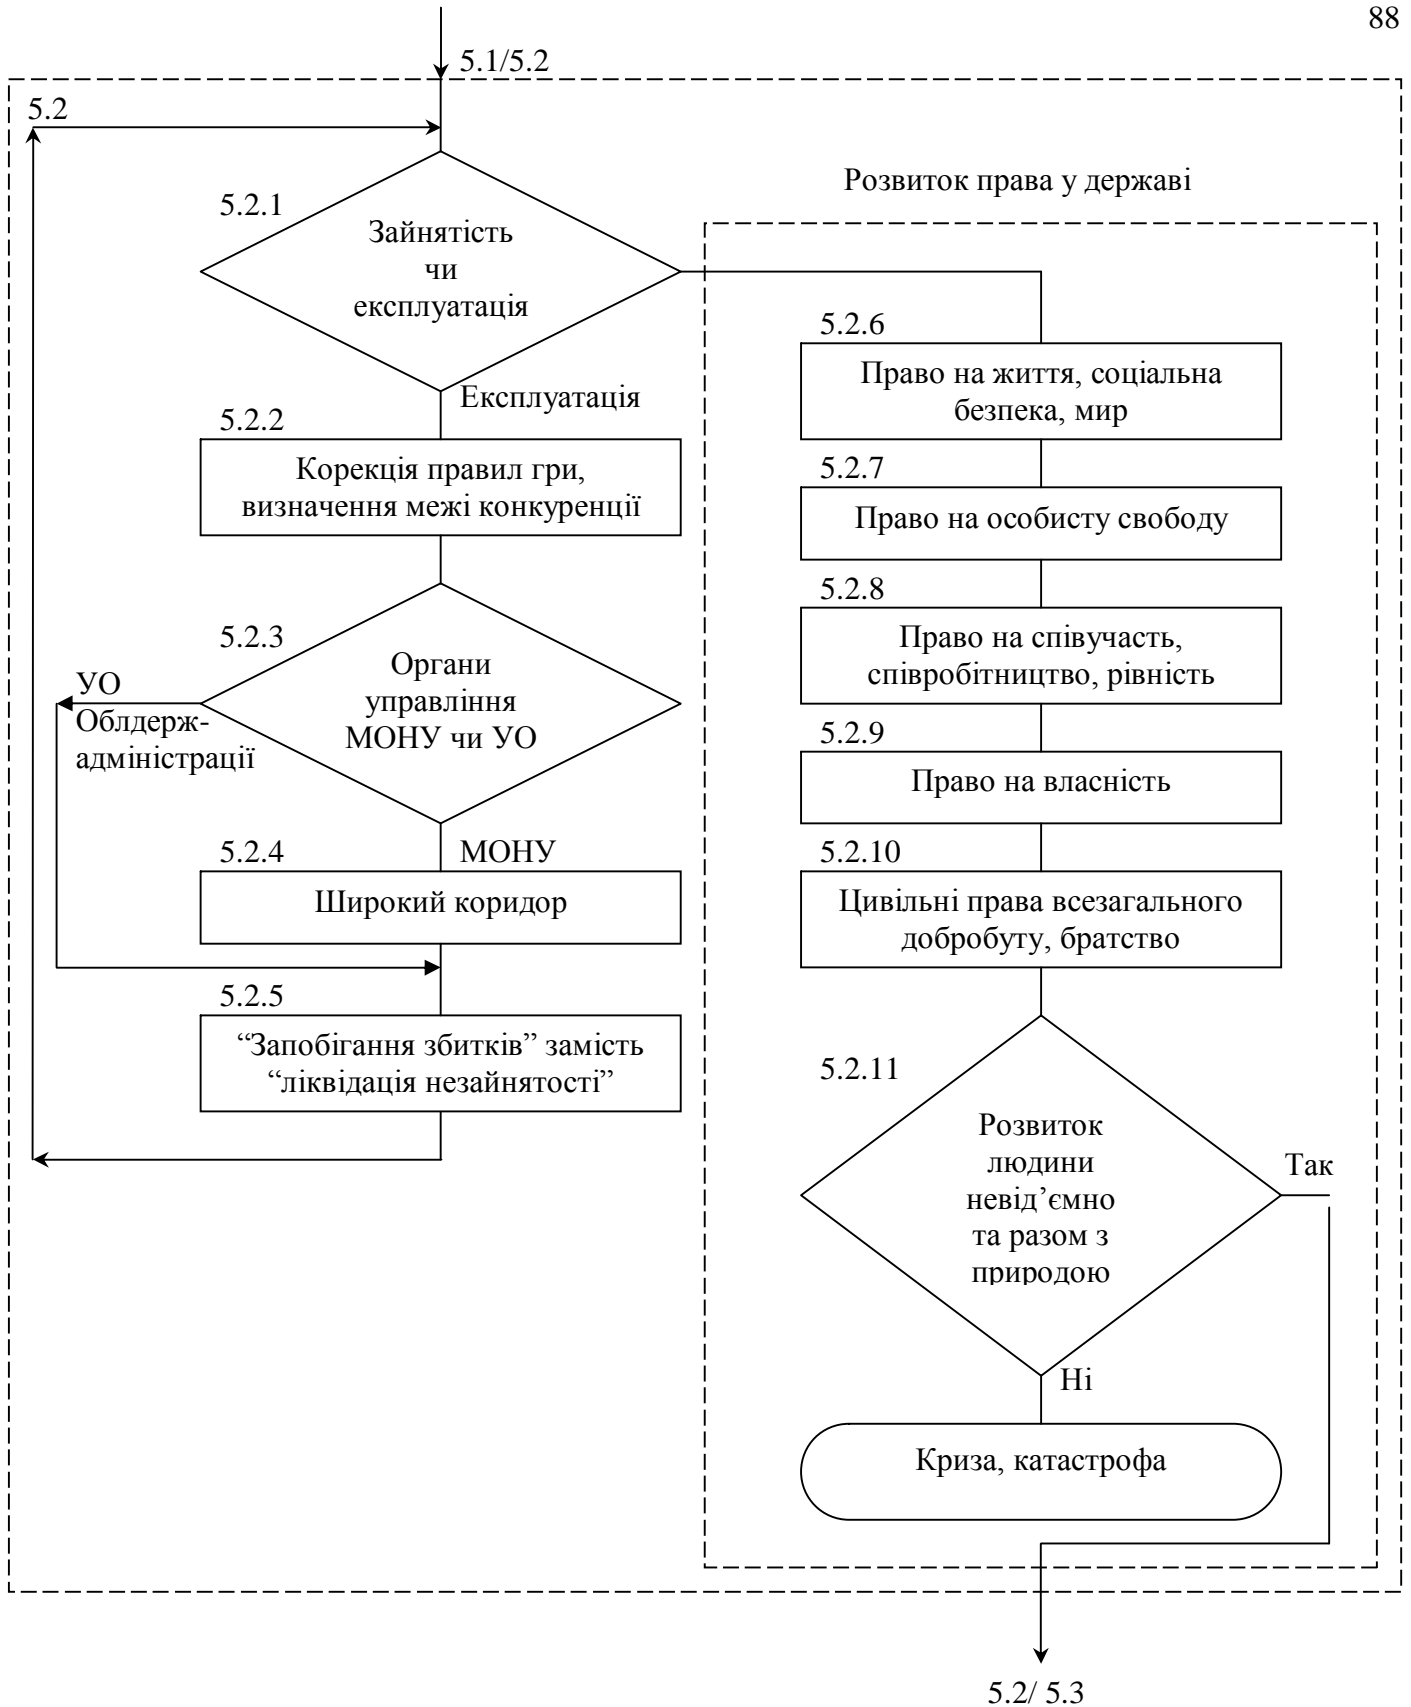 88
5.1/5.2
5.2
5.2.1
Зайнятість
чи
експлуатація
Експлуатація
5.2.2
Корекція правил гри,
визначення межі конкуренції
5.2.3
Органи
управління
МОНУ чи УО
УО
Облдерж-
адміністрації
МОНУ
5.2.4
Широкий коридор
5.2.5
“Запобігання збитків” замість
“ліквідація незайнятості”
Розвиток права у державі
5.2.6
Право на життя, соціальна
безпека, мир
5.2.7
Право на особисту свободу
5.2.8
Право на співучасть,
співробітництво, рівність
5.2.9
Право на власність
5.2.10
Цивільні права всезагального
добробуту, братство
5.2.11
Розвиток
людини
невід’ємно
та разом з
природою
Так
Ні
Криза, катастрофа
5.2/ 5.3